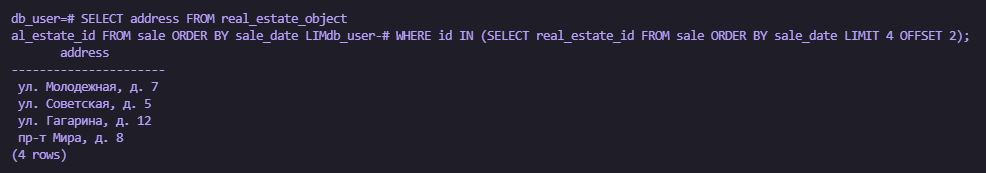 db_user=# SELECT address FROM real_estate_object
al_estate_id FROM sale ORDER BY sale_date LIMdb_user-# WHERE id IN (SELECT real_estate_id FROM sale ORDER BY sale_date LIMIT 4 OFFSET 2);
address
----------------------
ул. Молодежная, д. 7
ул. Советская, д. 5
ул. Гагарина, д. 12
пр-т Мира, д. 8
(4 rows)